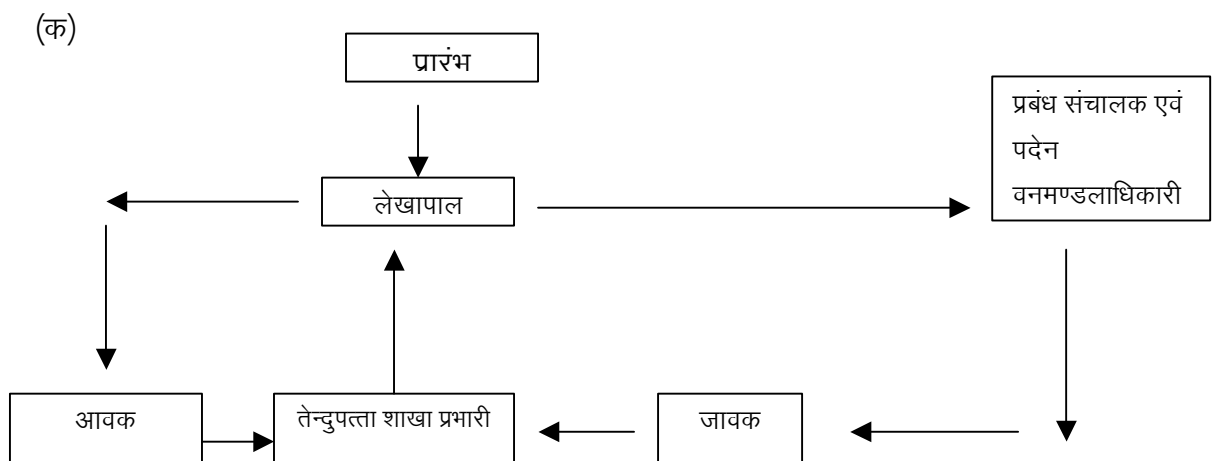 (क)
प्रारंभ
प्रबंध संचालक एवं
पदेन
वनमण्डलाधिकारी
लेखापाल
आवक
तेन्दुपत्ता शाखा प्रभारी
जावक